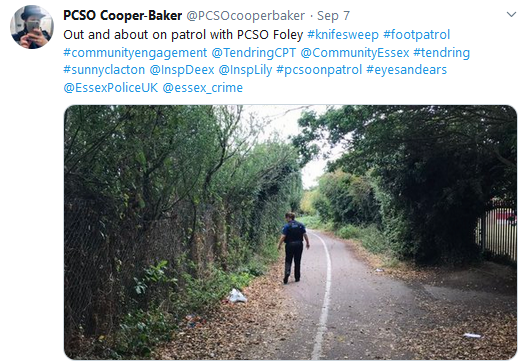 PCSO Cooper-Baker @PCSOcooperbaker · Sep 7
Out and about on patrol with PCSO Foley #knifesweep #footpatrol
#communityengagement @TendringCPT @CommunityEssex #tendring
#sunnyclacton @InspDeex @InspLily #pcsoonpatrol #eyesandears
@EssexPoliceUK @essex_crime